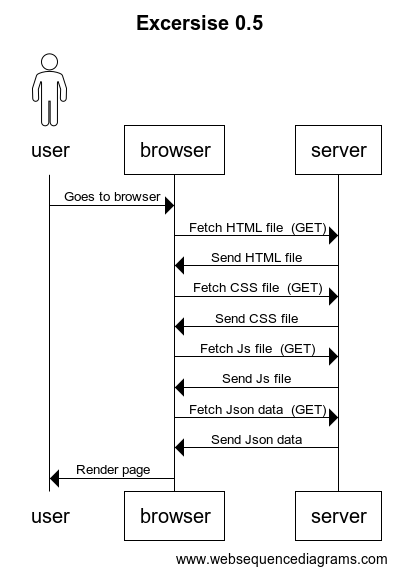 Excersise 0.5
user
browser
server
Goes to browser
Fetch HTML file  (GET)
Send HTML file
Fetch CSS file  (GET)
Send CSS file
Fetch Js file  (GET)
Send Js file
Fetch Json data  (GET)
Send Json data
Render page
user
browser
server
www.websequencediagrams.com